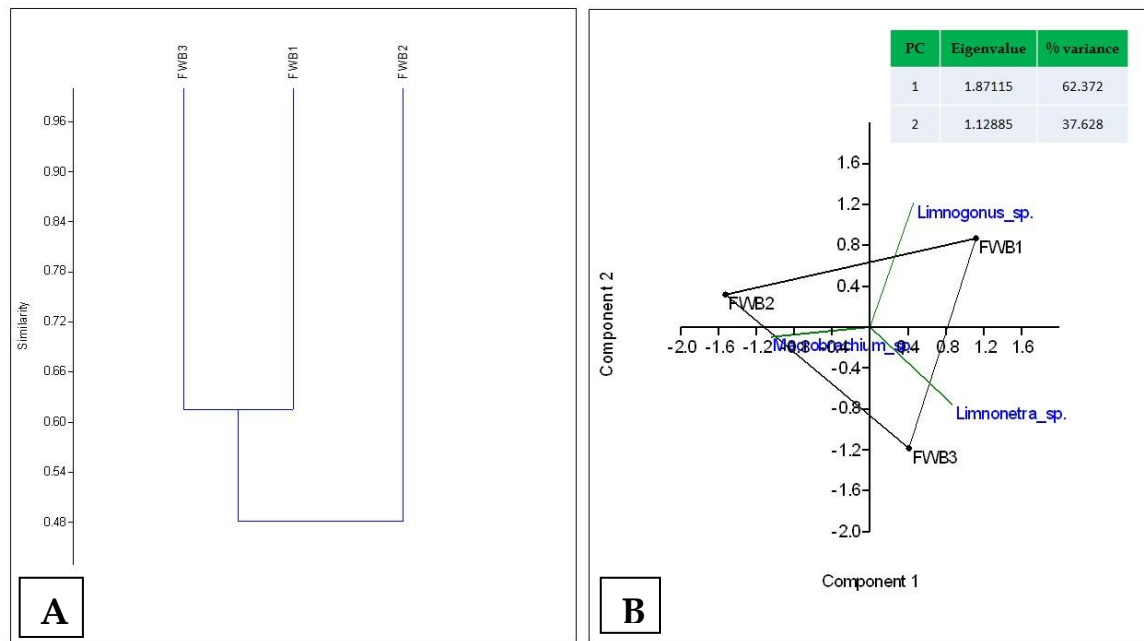 FWB3
FWB1
FWB2
0.96
0.90
0.84
0.78
0.72
0.66
0.60
0.54
0.48
Similarity
A
PC Eigenvalue % variance
1 1.87115 62.372
2 1.12885 37.628
1.6
1.2
0.8
0.4
Limnogonus_sp.
FWB1
FWB2
-2.0 -1.6 -1.2 -0.4 0.4 0.8 1.2 1.6
-0.4
-0.8
-1.2
-1.6
-2.0
Limnonetra_sp.
FWB3
Component 2
Component 1
B